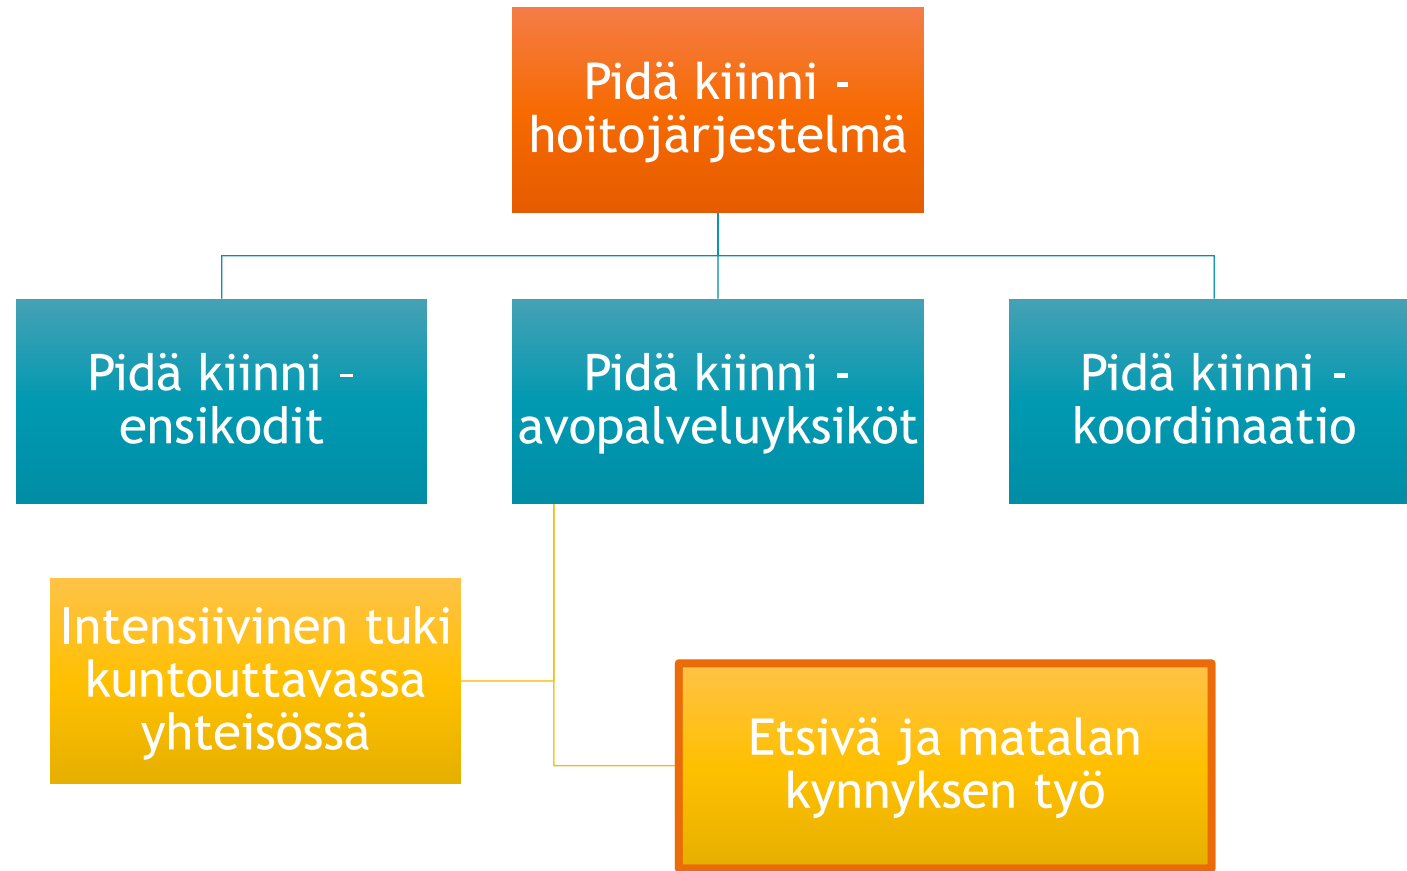 Pidä kiinni -
hoitojärjestelmä
Pidä kiinni –
ensikodit
Pidä kiinni -
avopalveluyksiköt
Pidä kiinni -
koordinaatio
Intensiivinen tuki
kuntouttavassa
yhteisössä
Etsivä ja matalan
kynnyksen työ